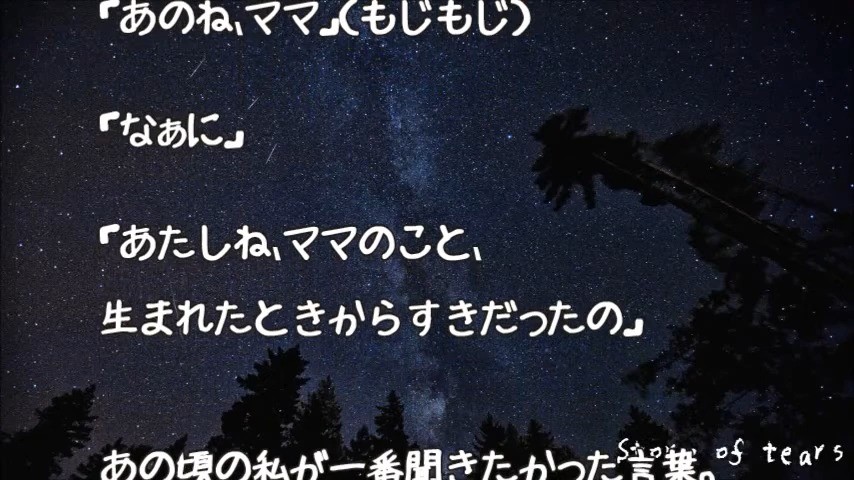 『あのね、ママ』(もじもじ)
『なぁに』
『あたしね、ママのこと、
生まれたときからすきだったの』
あの頃の私が一番聞きたかった言葉。
Story of tears